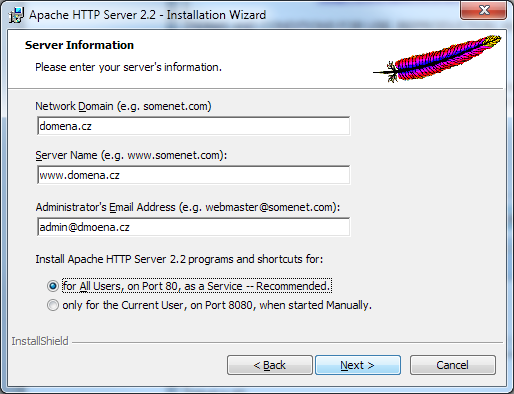 Apache HTTP Server 2.2 - Installation Wizard
Server Information
Please enter your server's information.
Network Domain (e.g. somenet.com)
domena.cz
Server Name (e.g. www.somenet.com):
www.domena.cz
Administrator's Email Address (e.g. webmaster@somenet.com):
admin@dmoena.cz
Install Apache HTTP Server 2.2 programs and shortcuts for:
for All Users, on Port 80, as a Service -- Recommended.
only for the Current User, on Port 8080, when started Manually.
InstallShield
< Back Next > Cancel